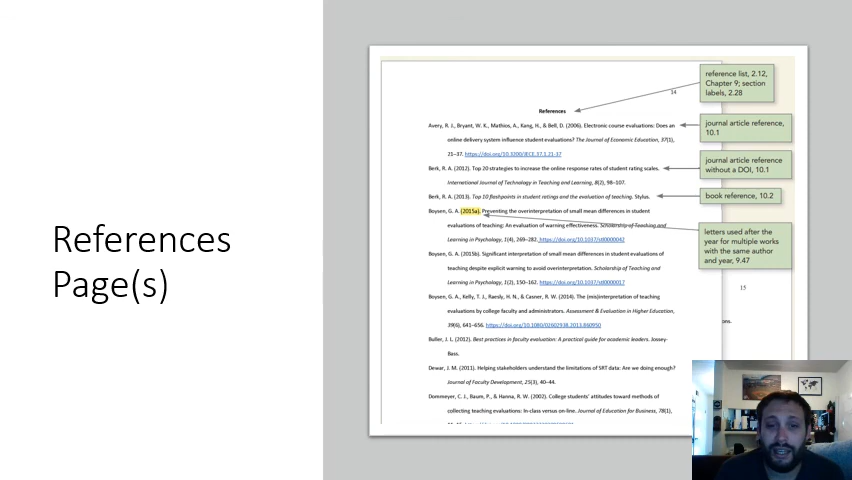 References
Page(s)
14
References
Avery, R. J., Bryant, W. K., Mathios, A., Kang, H., & Bell, D. (2006). Electronic course evaluations: Does an
online delivery system influence student evaluations? The Journal of Economic Education, 37(1),
21–37. https://doi.org/10.3200/JECE.37.1.21-37
Berk, R. A. (2012). Top 20 strategies to increase the online response rates of student rating scales.
International Journal of Technology in Teaching and Learning, 8(2), 98–107.
Berk, R. A. (2013). Top 10 flashpoints in student ratings and the evaluation of teaching. Stylus.
Boysen, G. A. (2015a). Preventing the overinterpretation of small mean differences in student
evaluations of teaching: An evaluation of warning effectiveness. Scholarship of Teaching and
Learning in Psychology, 1(4), 269–282. https://doi.org/10.1037/stl0000042
Boysen, G. A. (2015b). Significant interpretation of small mean differences in student evaluations of
teaching despite explicit warning to avoid overinterpretation. Scholarship of Teaching and
Learning in Psychology, 1(2), 150–162. https://doi.org/10.1037/stl0000017
Boysen, G. A., Kelly, T. J., Raesly, H. N., & Casner, R. W. (2014). The (mis)interpretation of teaching
evaluations by college faculty and administrators. Assessment & Evaluation in Higher Education,
39(6), 641–656. https://doi.org/10.1080/02602938.2013.860950
Buller, J. L. (2012). Best practices in faculty evaluation: A practical guide for academic leaders. Jossey-
Bass.
Dewar, J. M. (2011). Helping stakeholders understand the limitations of SRT data: Are we doing enough?
Journal of Faculty Development, 25(3), 40–44.
Dommeyer, C. J., Baum, P., & Hanna, R. W. (2002). College students' attitudes toward methods of
collecting teaching evaluations: In-class versus on-line. Journal of Education for Business, 78(1),
reference list, 2.12,
Chapter 9; section
labels, 2.28
journal article reference,
10.1
journal article reference
without a DOI, 10.1
book reference, 10.2
letters used after the
year for multiple works
with the same author
and year, 9.47
15
ons.